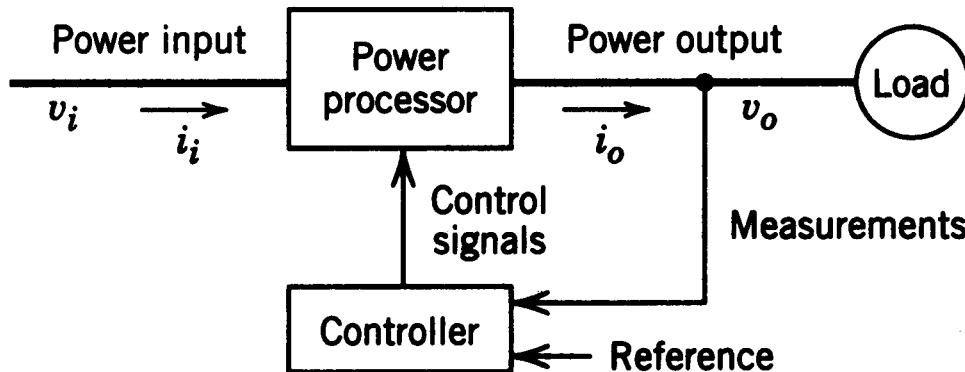 Power input
Power
processor
Power output
Load
v_i
i_i
i_o
v_o
Control
signals
Measurements
Controller
Reference